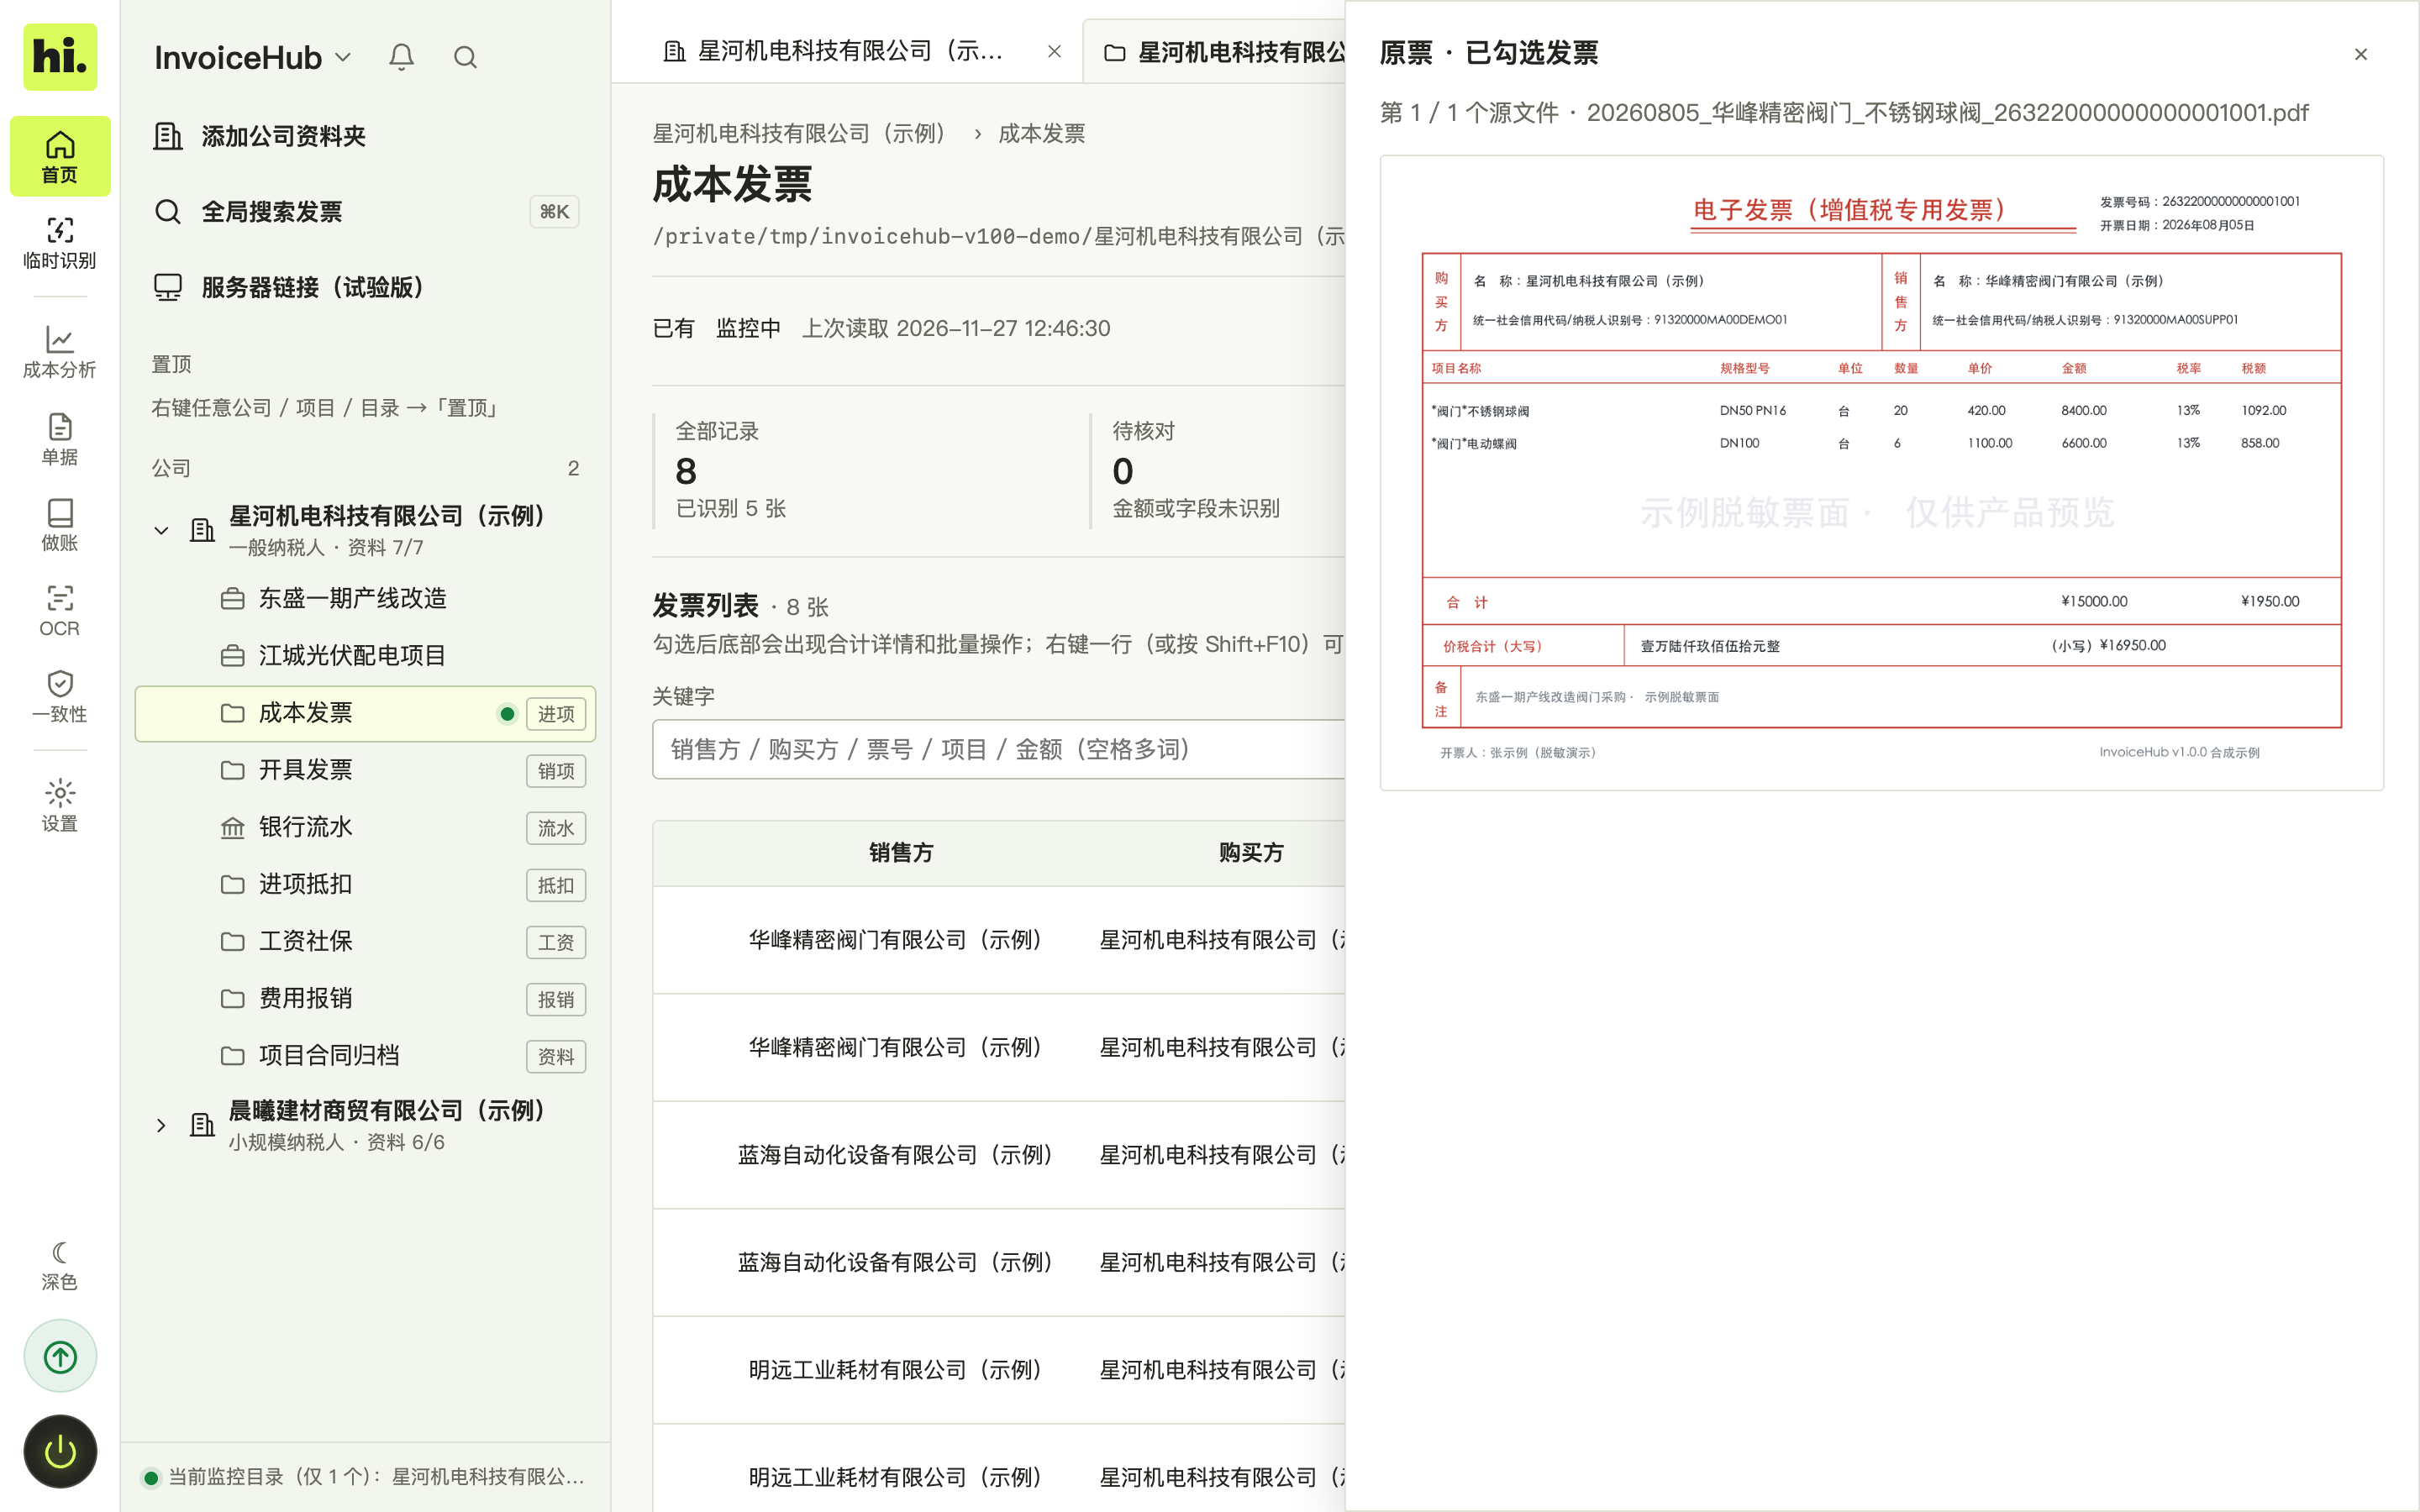 hi.
首页
临时识别
成本分析
单据
做账
OCR
一致性
设置
深色
InvoiceHub
添加公司资料夹
全局搜索发票 ⌘K
服务器链接（试验版）
置顶
右键任意公司 / 项目 / 目录 →「置顶」
公司 2
星河机电科技有限公司（示例）
一般纳税人 · 资料 7/7
东盛一期产线改造
江城光伏配电项目
成本发票 进项
开具发票 销项
银行流水 流水
进项抵扣 抵扣
工资社保 工资
费用报销 报销
项目合同归档 资料
晨曦建材商贸有限公司（示例）
小规模纳税人 · 资料 6/6
当前监控目录（仅 1 个）：星河机电科技有限公...
星河机电科技有限公司（示... ×
星河机电科技有限公
星河机电科技有限公司（示例） › 成本发票
成本发票
/private/tmp/invoicehub-v100-demo/星河机电科技有限公司（示
已有 监控中 上次读取 2026-11-27 12:46:30
全部记录
8
已识别 5 张
待核对
0
金额或字段未识别
发票列表 · 8 张
勾选后底部会出现合计详情和批量操作；右键一行（或按 Shift+F10）可
关键字
销售方 / 购买方 / 票号 / 项目 / 金额（空格多词）
销售方 购买方
华峰精密阀门有限公司（示例） 星河机电科技有限公司（
华峰精密阀门有限公司（示例） 星河机电科技有限公司（
蓝海自动化设备有限公司（示例） 星河机电科技有限公司（
蓝海自动化设备有限公司（示例） 星河机电科技有限公司（
明远工业耗材有限公司（示例） 星河机电科技有限公司（
明远工业耗材有限公司（示例） 星河机电科技有限公司（
原票 · 已勾选发票 ×
第 1 / 1 个源文件 · 20260805_华峰精密阀门_不锈钢球阀_26322000000000001001.pdf
电子发票（增值税专用发票）
发票号码：26322000000000001001
开票日期：2026年08月05日
购买方
名 称：星河机电科技有限公司（示例）
统一社会信用代码/纳税人识别号：91320000MA00DEMO01
销售方
名 称：华峰精密阀门有限公司（示例）
统一社会信用代码/纳税人识别号：91320000MA00SUPP01
项目名称 规格型号 单位 数量 单价 金额 税率 税额
*阀门*不锈钢球阀 DN50 PN16 台 20 420.00 8400.00 13% 1092.00
*阀门*电动蝶阀 DN100 台 6 1100.00 6600.00 13% 858.00
示例脱敏票面 · 仅供产品预览
合 计 ¥15000.00 ¥1950.00
价税合计（大写） 壹万陆仟玖佰伍拾元整 （小写）¥16950.00
备注
东盛一期产线改造阀门采购 · 示例脱敏票面
开票人：张示例（脱敏演示） InvoiceHub v1.0.0 合成示例